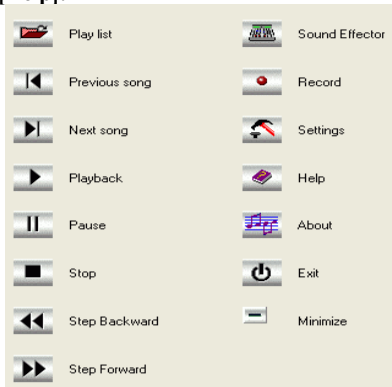 Play list
Sound Effector
Previous song
Record
Next song
Settings
Playback
Help
Pause
About
Stop
Exit
Step Backward
Minimize
Step Forward